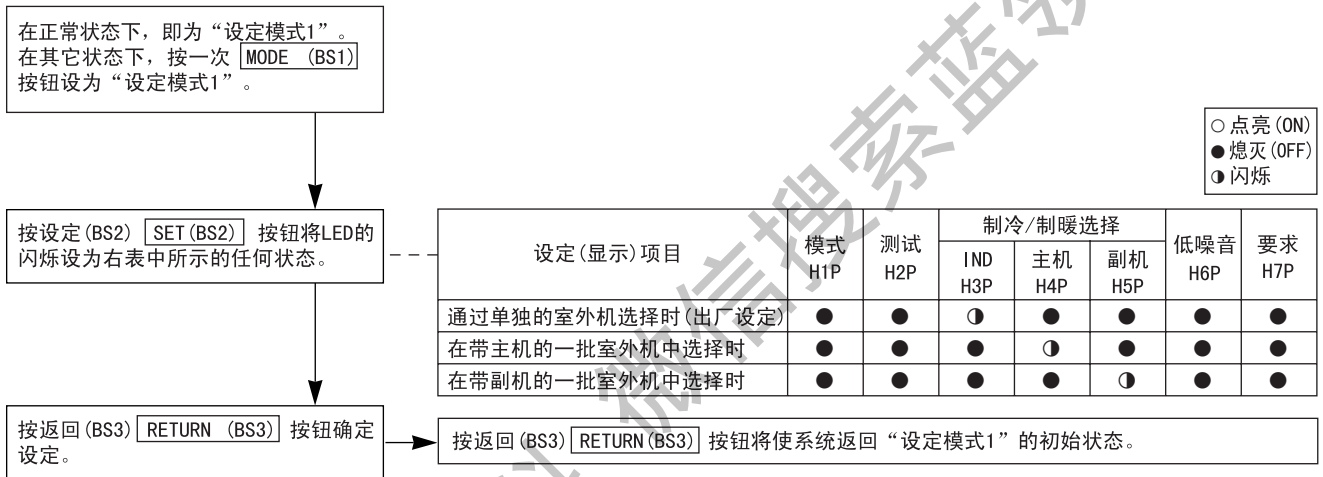 在正常状态下，即为“设定模式1”。
在其它状态下，按一次 MODE (BS1)
按钮设为“设定模式1”。
○点亮(ON)
●熄灭(OFF)
◑闪烁
按设定(BS2) SET(BS2) 按钮将LED的
闪烁设为右表中所示的任何状态。
设定(显示)项目
模式
H1P
测试
H2P
制冷/制暖选择
IND
H3P
主机
H4P
副机
H5P
低噪音
H6P
要求
H7P
通过单独的室外机选择时(出厂设定) ● ● ◑ ● ● ● ●
在带主机的一批室外机中选择时 ● ● ● ◑ ● ● ●
在带副机的一批室外机中选择时 ● ● ● ● ◑ ● ●
按返回(BS3) RETURN (BS3) 按钮确定
设定。
按返回(BS3) RETURN(BS3) 按钮将使系统返回“设定模式1”的初始状态。
微信搜索蓝领